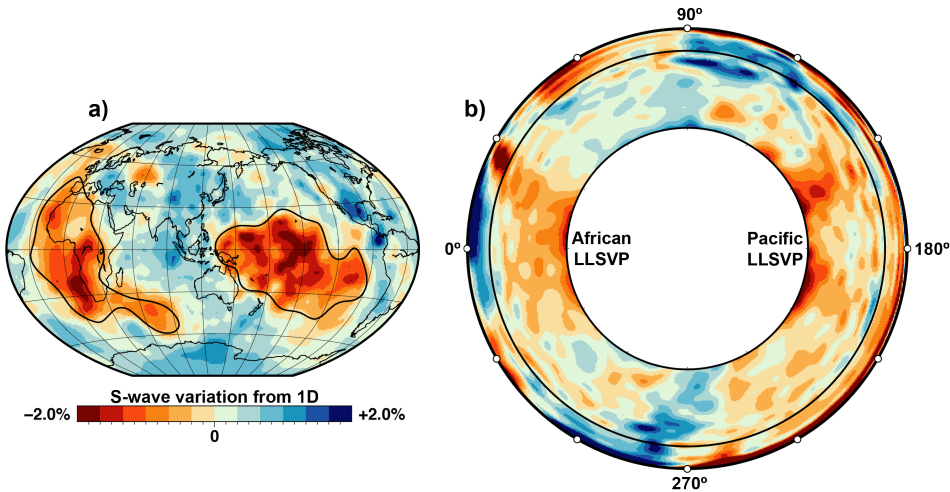 a)
S-wave variation from 1D
−2.0%
+2.0%
0
b)
90º
0º
African
LLSVP
Pacific
LLSVP
180º
270º